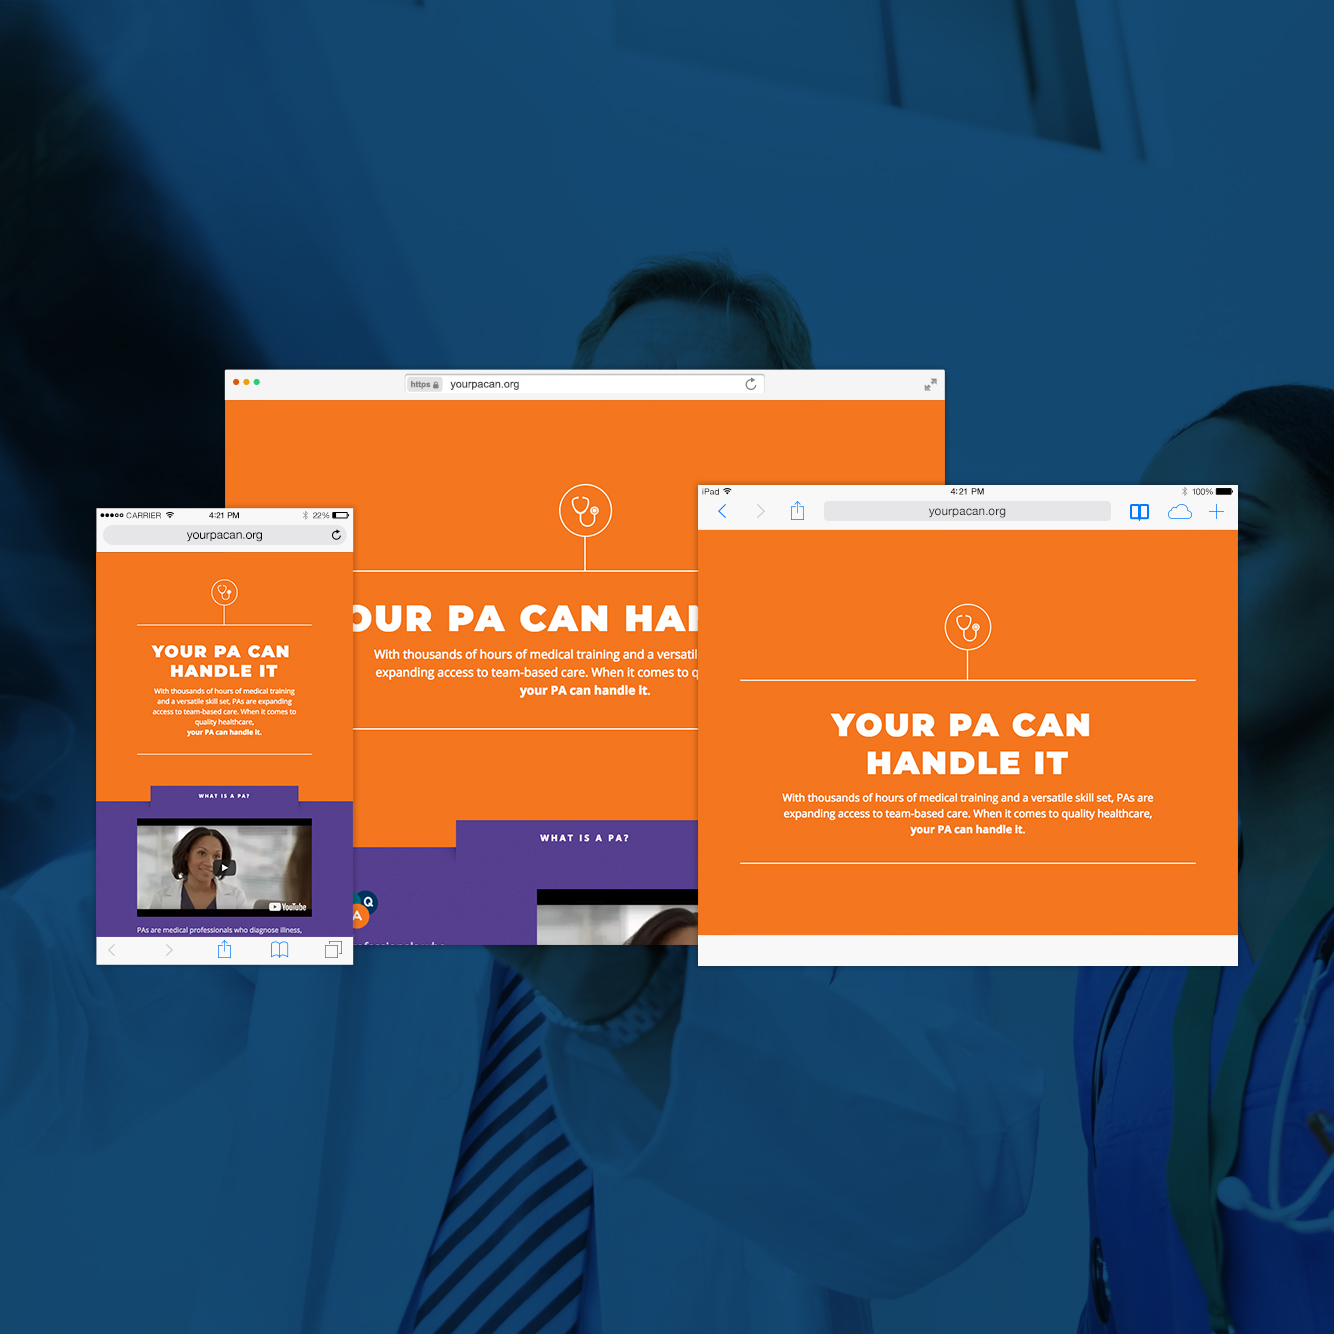 https yourpacan.org
OUR PA CAN HAN
With thousands of hours of medical training and a versatil
expanding access to team-based care. When it comes to q
your PA can handle it.
WHAT IS A PA?
Q
A
CARRIER 4:21 PM 22%
yourpacan.org
YOUR PA CAN
HANDLE IT
With thousands of hours of medical training
and a versatile skill set, PAs are expanding
access to team-based care. When it comes to
quality healthcare,
your PA can handle it.
WHAT IS A PA?
YouTube
PAs are medical professionals who diagnose illness,
iPad 4:21 PM 100%
yourpacan.org
YOUR PA CAN
HANDLE IT
With thousands of hours of medical training and a versatile skill set, PAs are
expanding access to team-based care. When it comes to quality healthcare,
your PA can handle it.